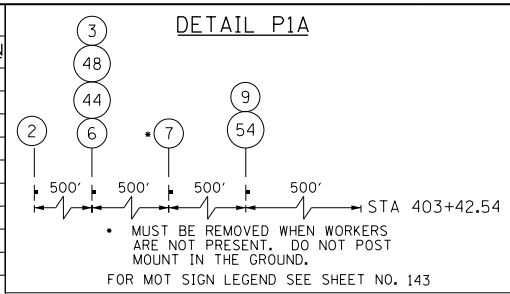 DETAIL P1A
3
48
44
2 6 * 7 9
54
500' 500' 500' 500'
STA 403+42.54
* MUST BE REMOVED WHEN WORKERS
ARE NOT PRESENT. DO NOT POST
MOUNT IN THE GROUND.
FOR MOT SIGN LEGEND SEE SHEET NO. 143